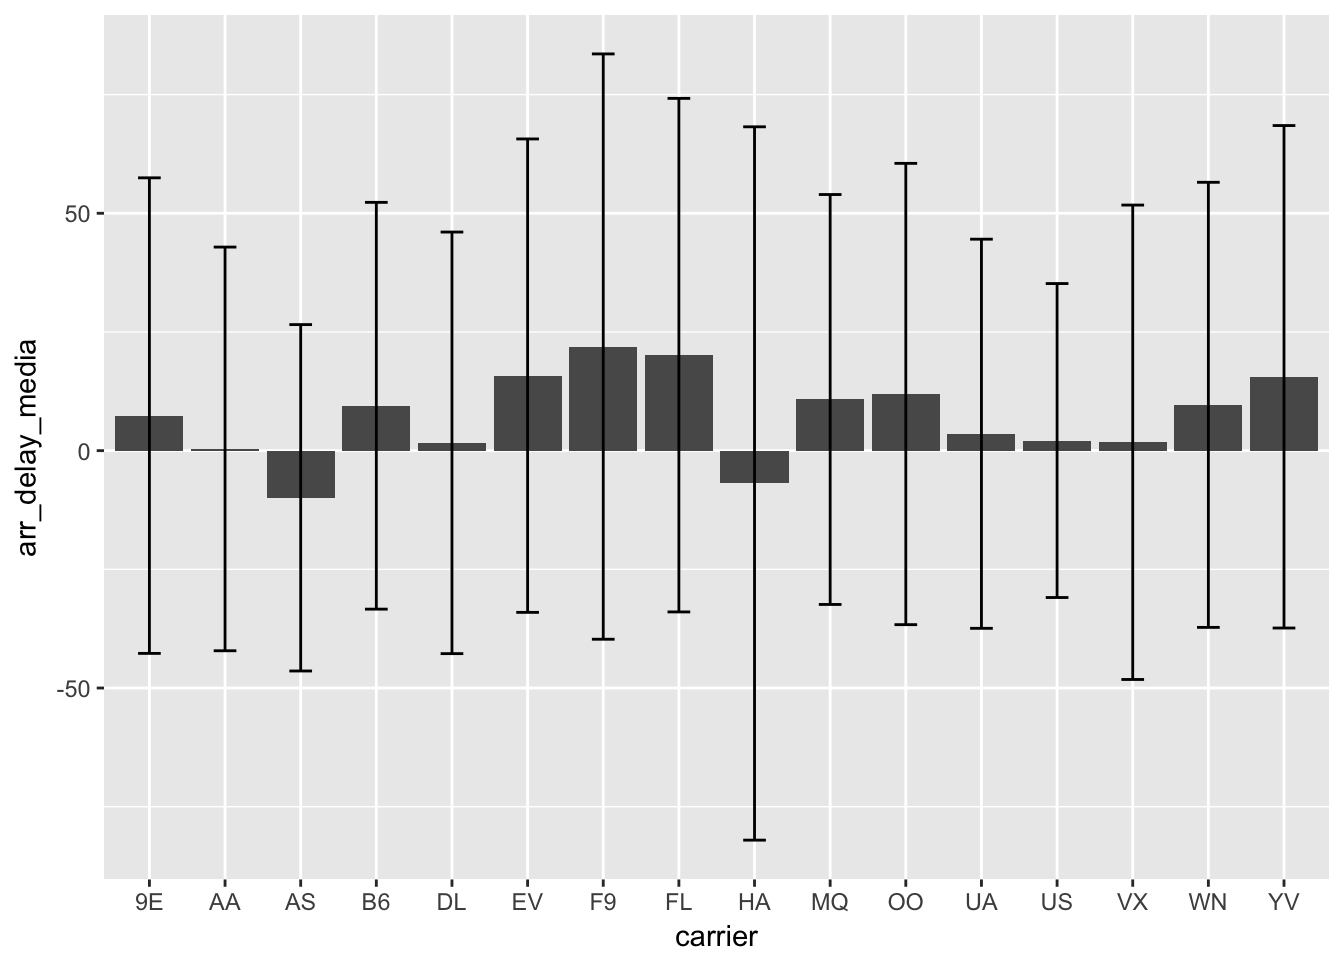 arr_delay_media
50
0
-50
9E AA AS B6 DL EV F9 FL HA MQ OO UA US VX WN YV
carrier